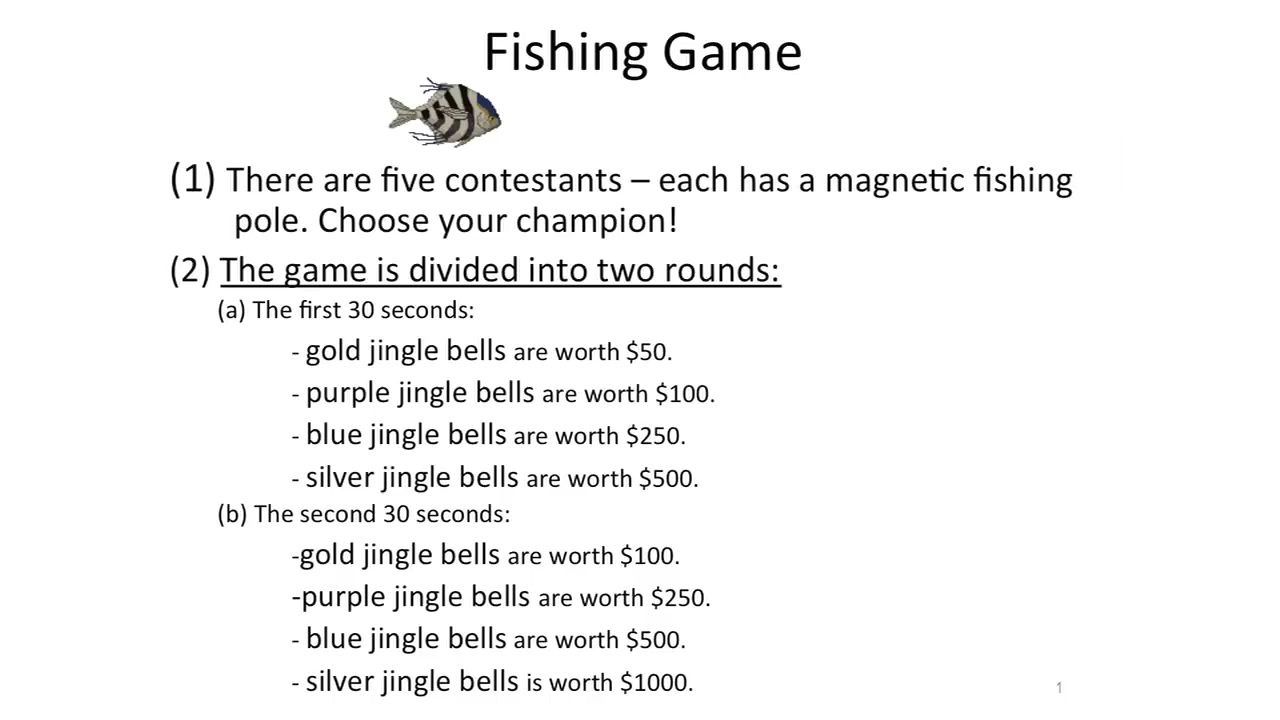 Fishing Game
(1) There are five contestants – each has a magnetic fishing
pole. Choose your champion!
(2) The game is divided into two rounds:
(a) The first 30 seconds:
- gold jingle bells are worth $50.
- purple jingle bells are worth $100.
- blue jingle bells are worth $250.
- silver jingle bells are worth $500.
(b) The second 30 seconds:
-gold jingle bells are worth $100.
-purple jingle bells are worth $250.
- blue jingle bells are worth $500.
- silver jingle bells is worth $1000.
1